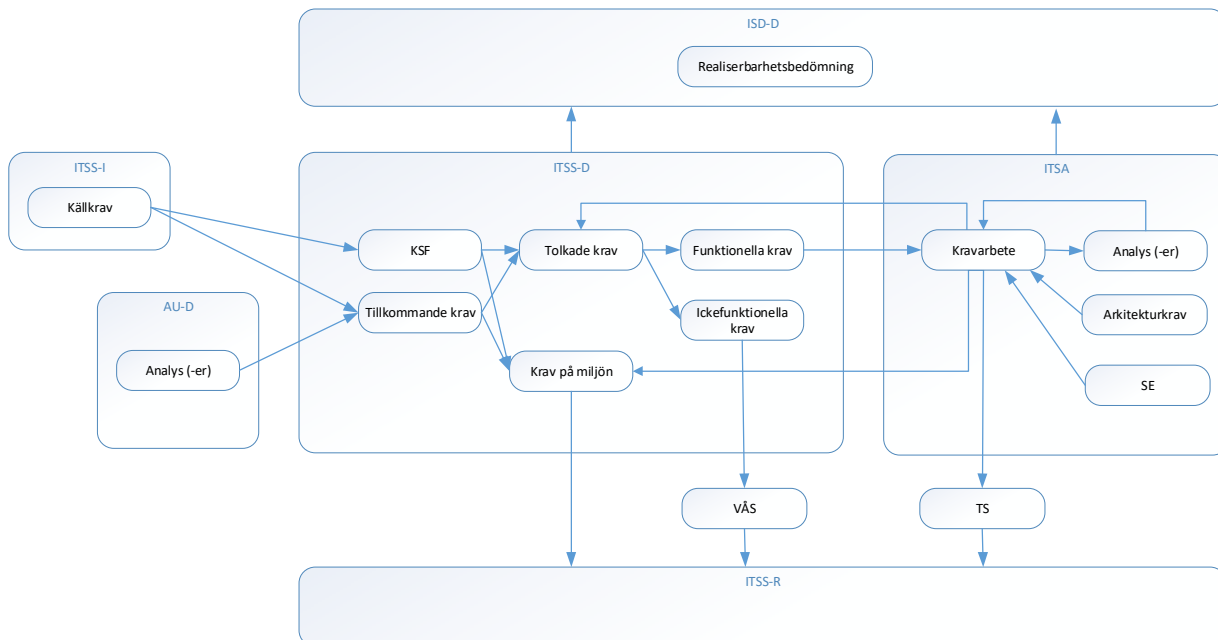 ISD-D
Realiserbarhetsbedömning
ITSS-I
Källkrav
ITSS-D
ITSA
KSF
Tolkade krav
Funktionella krav
Kravarbete
Analys (-er)
AU-D
Tillkommande krav
Ickefunktionella
krav
Arkitekturkrav
Analys (-er)
Krav på miljön
SE
VÅS
TS
ITSS-R